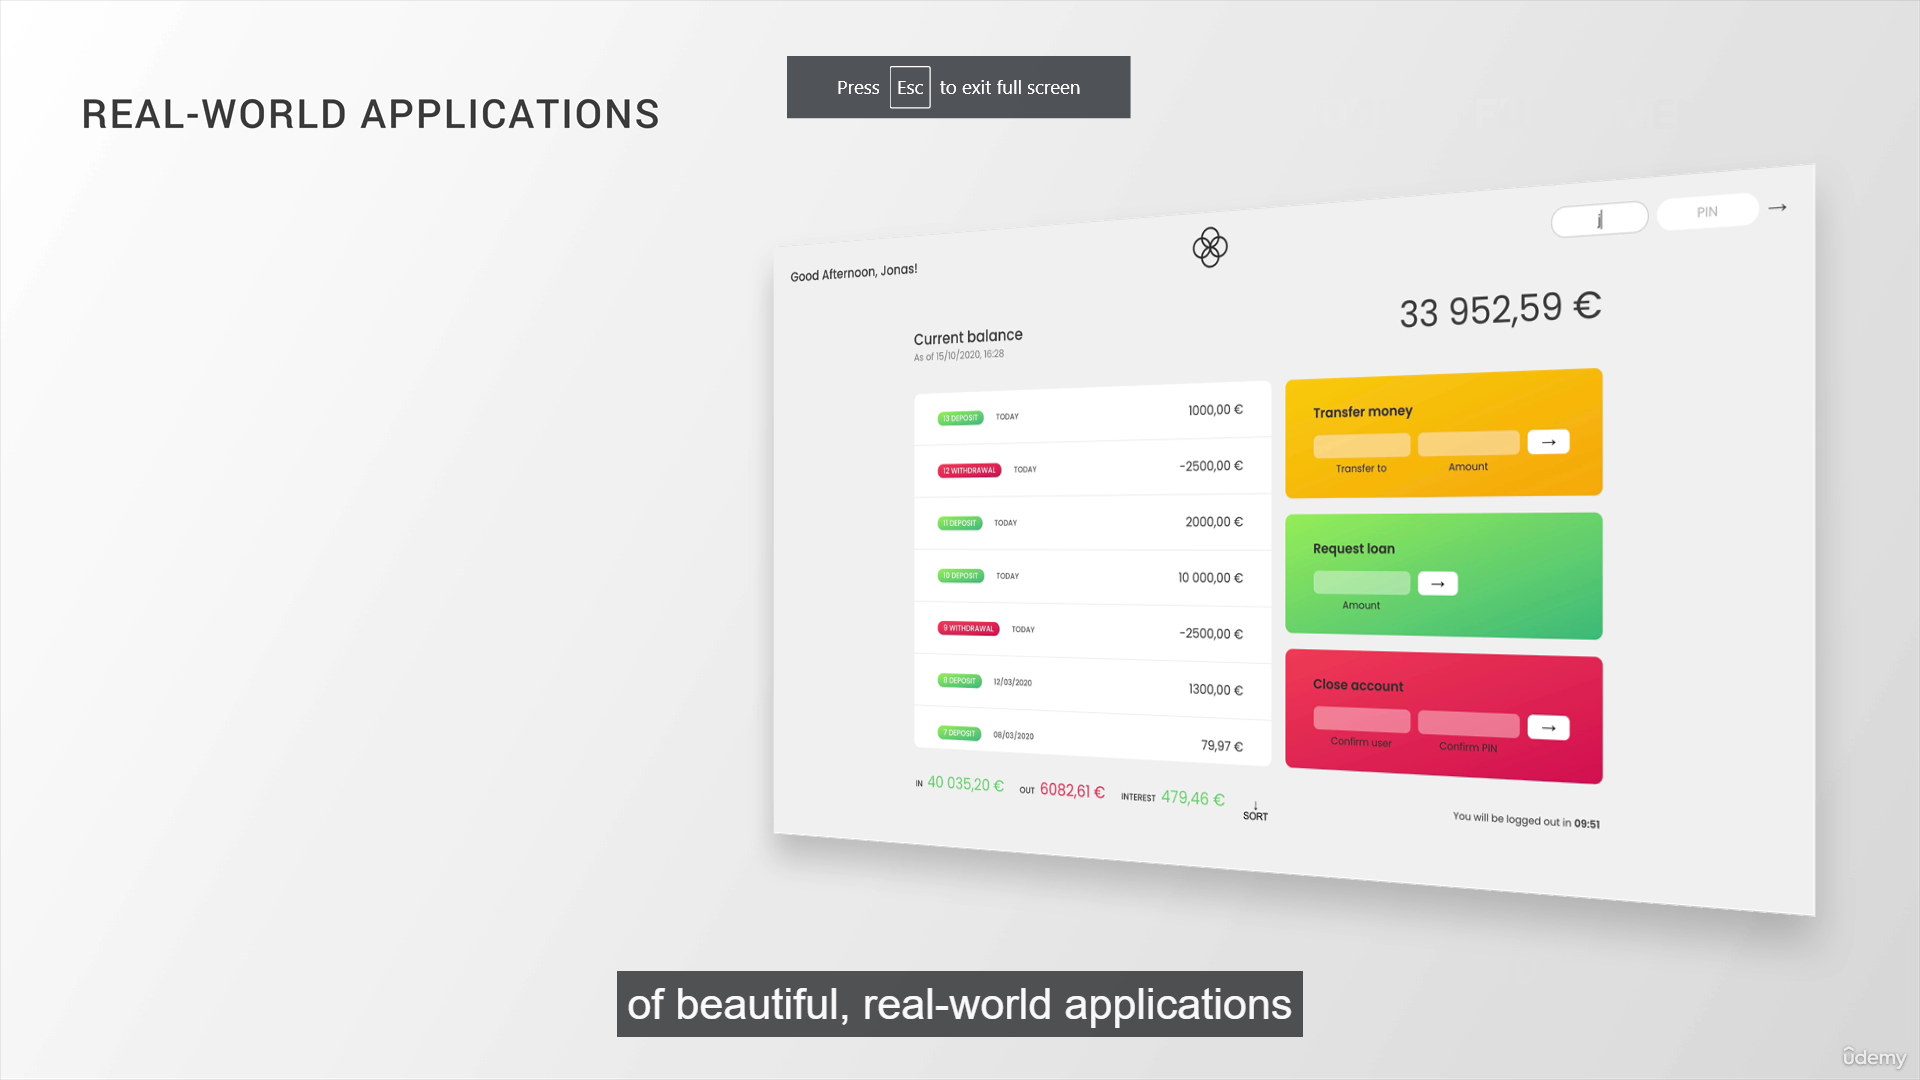 Press Esc to exit full screen
REAL-WORLD APPLICATIONS
PIN →
Good Afternoon, Jonas!
33 952,59 €
Current balance
As of 15/10/2020, 16:28
13 DEPOSIT TODAY 1000,00 €
12 WITHDRAWAL TODAY -2500,00 €
11 DEPOSIT TODAY 2000,00 €
10 DEPOSIT TODAY 10 000,00 €
9 WITHDRAWAL TODAY -2500,00 €
8 DEPOSIT 12/03/2020 1300,00 €
7 DEPOSIT 08/03/2020 79,97 €
IN 40 035,20 € OUT 6082,61 € INTEREST 479,46 € ↓ SORT
Transfer money
→
Transfer to Amount
Request loan
→
Amount
Close account
→
Confirm user Confirm PIN
You will be logged out in 09:51
of beautiful, real-world applications
ûdemy